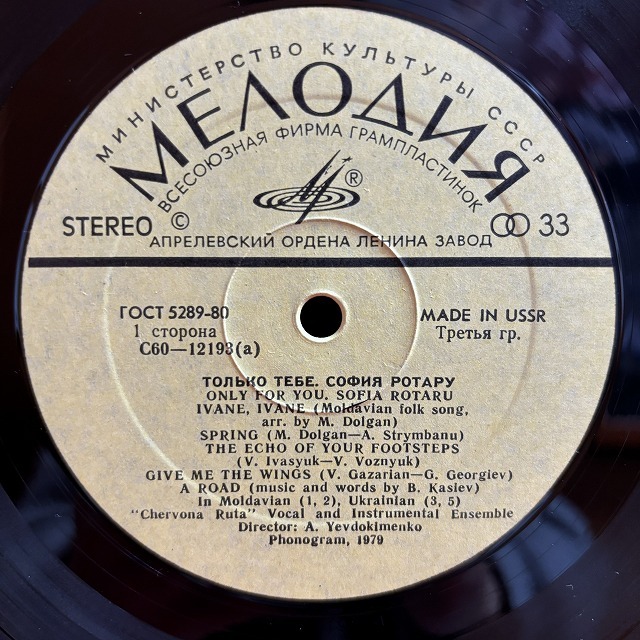 МИНИСТЕРСТВО КУЛЬТУРЫ СССР
МЕЛОДИЯ
ВСЕСОЮЗНАЯ ФИРМА ГРАМПЛАСТИНОК
®
STEREO © 33
АПРЕЛЕВСКИЙ ОРДЕНА ЛЕНИНА ЗАВОД
ГОСТ 5289-80 MADE IN USSR
1 сторона Третья гр.
С60—12193(а)
ТОЛЬКО ТЕБЕ. СОФИЯ РОТАРУ
ONLY FOR YOU. SOFIA ROTARU
IVANE, IVANE (Moldavian folk song,
arr. by M. Dolgan)
SPRING (M. Dolgan—A. Strymbanu)
THE ECHO OF YOUR FOOTSTEPS
(V. Ivasyuk—V. Voznyuk)
GIVE ME THE WINGS (V. Gazarian—G. Georgiev)
A ROAD (music and words by B. Kasiev)
In Moldavian (1, 2), Ukrainian (3, 5)
"Chervona Ruta" Vocal and Instrumental Ensemble
Director: A. Yevdokimenko
Phonogram, 1979